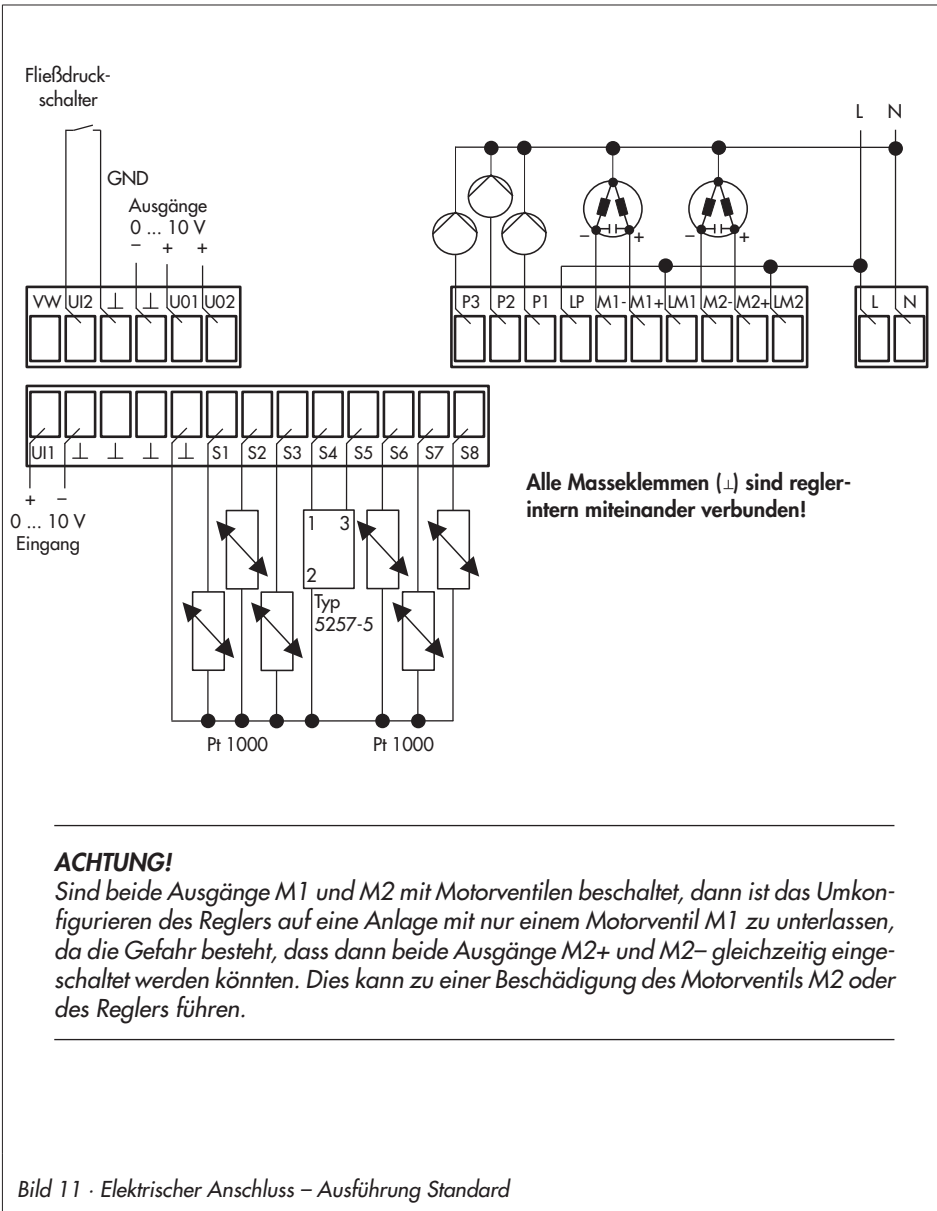 Fließdruck-
schalter
L N
GND
Ausgänge
0 ... 10 V
– + +
– + – +
VW UI2 ⊥ ⊥ U01 U02
P3 P2 P1 LP M1- M1+ LM1 M2- M2+ LM2
L N
UI1 ⊥ ⊥ ⊥ ⊥ S1 S2 S3 S4 S5 S6 S7 S8
+ –
0 ... 10 V
Eingang
1 3
2
Typ
5257-5
Pt 1000 Pt 1000
Alle Masseklemmen (⊥) sind regler-
intern miteinander verbunden!
ACHTUNG!
Sind beide Ausgänge M1 und M2 mit Motorventilen beschaltet, dann ist das Umkon-
figurieren des Reglers auf eine Anlage mit nur einem Motorventil M1 zu unterlassen,
da die Gefahr besteht, dass dann beide Ausgänge M2+ und M2– gleichzeitig einge-
schaltet werden könnten. Dies kann zu einer Beschädigung des Motorventils M2 oder
des Reglers führen.
Bild 11 · Elektrischer Anschluss – Ausführung Standard